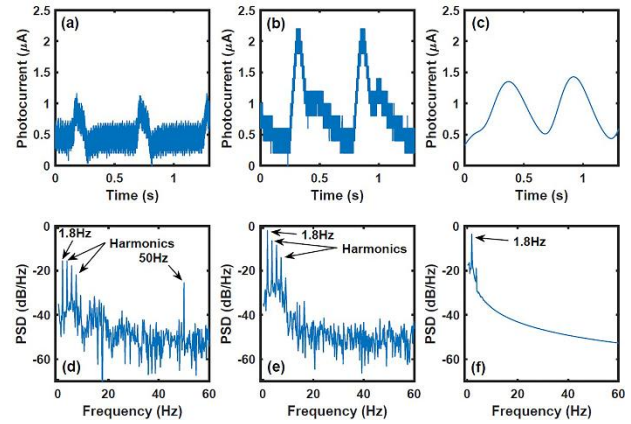 (a)
Photocurrent (μA)
2.5
2
1.5
1
0.5
0
0 0.5 1
Time (s)
(b)
Photocurrent (μA)
2.5
2
1.5
1
0.5
0
0 0.5 1
Time (s)
(c)
Photocurrent (μA)
2.5
2
1.5
1
0.5
0
0 0.5 1
Time (s)
1.8Hz
Harmonics
50Hz
PSD (dB/Hz)
0
-20
-40
-60
(d)
0 20 40 60
Frequency (Hz)
1.8Hz
Harmonics
PSD (dB/Hz)
0
-20
-40
-60
(e)
0 20 40 60
Frequency (Hz)
1.8Hz
PSD (dB/Hz)
0
-20
-40
-60
(f)
0 20 40 60
Frequency (Hz)